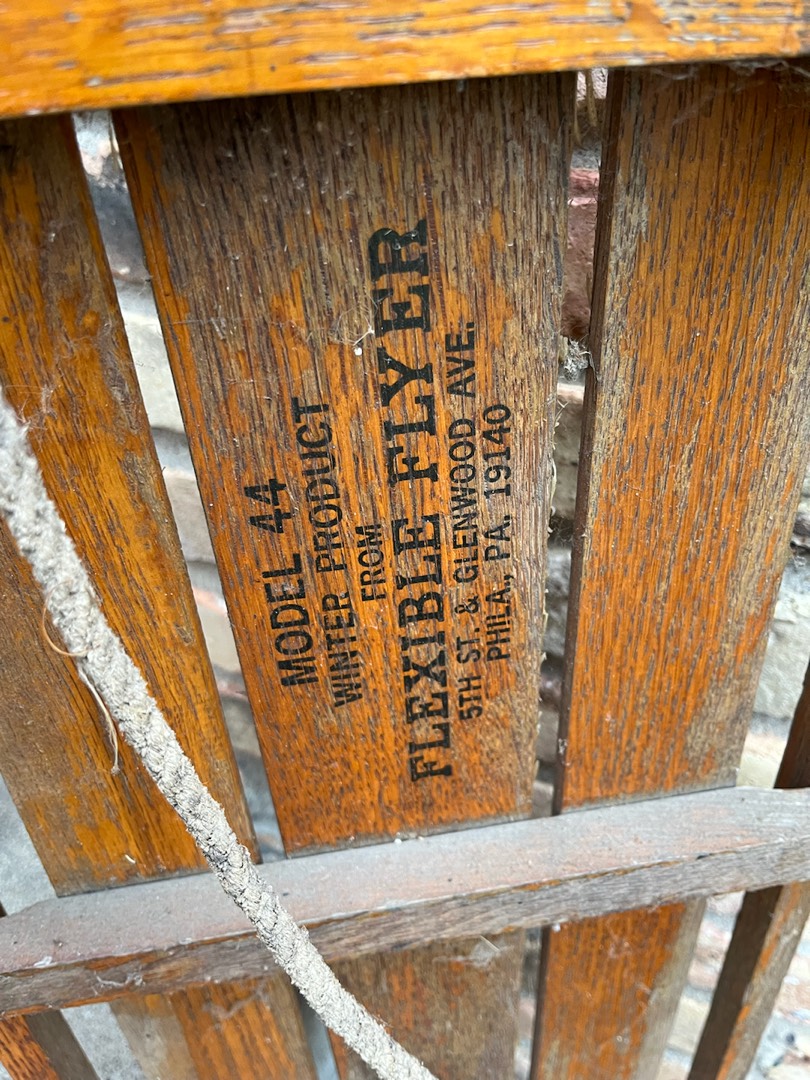 MODEL 44
WINTER PRODUCT
FROM
FLEXIBLE FLYER
5TH ST. & GLENWOOD AVE.
PHILA., PA. 19140